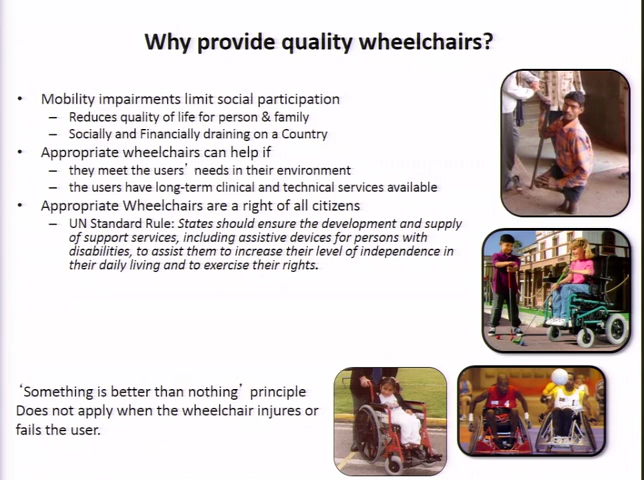 Why provide quality wheelchairs?
• Mobility impairments limit social participation
– Reduces quality of life for person & family
– Socially and Financially draining on a Country
• Appropriate wheelchairs can help if
– they meet the users' needs in their environment
– the users have long-term clinical and technical services available
• Appropriate Wheelchairs are a right of all citizens
– UN Standard Rule: States should ensure the development and supply
of support services, including assistive devices for persons with
disabilities, to assist them to increase their level of independence in
their daily living and to exercise their rights.
‘Something is better than nothing’ principle
Does not apply when the wheelchair injures or
fails the user.